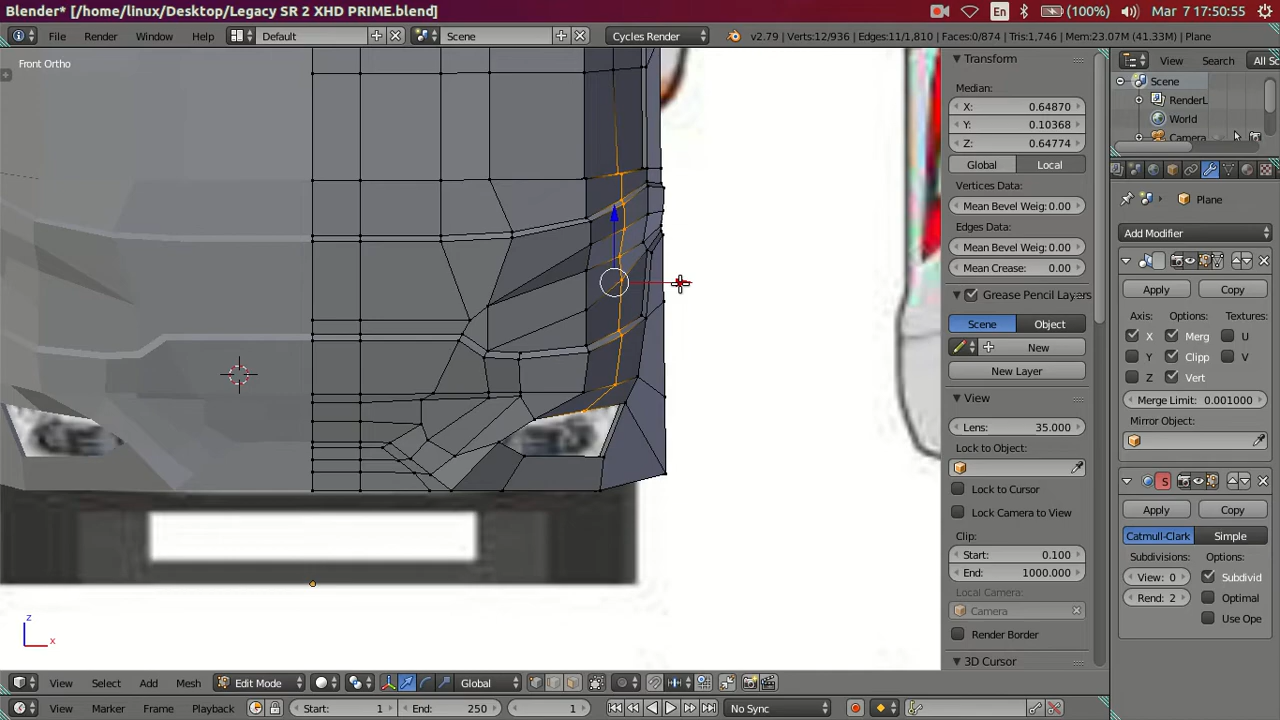 Blender* [/home/linux/Desktop/Legacy SR 2 XHD PRIME.blend]
En (100%) Mar 7 17:50:55
File Render Window Help Default Scene Cycles Render v2.79 | Verts:12/936 | Edges:11/1,810 | Faces:0/874 | Tris:1,746 | Mem:23.07M (41.33M) | Plane
Front Ortho
Transform
Median:
X: 0.64870
Y: 0.10368
Z: 0.64774
Global Local
Vertices Data:
Mean Bevel Weig: 0.00
Edges Data:
Mean Bevel Weig: 0.00
Mean Crease: 0.00
Grease Pencil Layers
Scene Object
New
New Layer
View
Lens: 35.000
Lock to Object:
Lock to Cursor
Lock Camera to View
Clip:
Start: 0.100
End: 1000.000
Local Camera:
Camera
Render Border
3D Cursor
View Search All Sc
Scene
RenderL
World
Camera
Plane
Add Modifier
Apply Copy
Axis: Options: Textures:
X Merg U
Y Clipp V
Z Vert
Merge Limit: 0.001000
Mirror Object:
S
Apply Copy
Catmull-Clark Simple
Subdivisions: Options:
View: 0 Subdivid
Rend: 2 Optimal
Use Ope
z
x
View Select Add Mesh Edit Mode Global
View Marker Frame Playback Start: 1 End: 250 1 No Sync